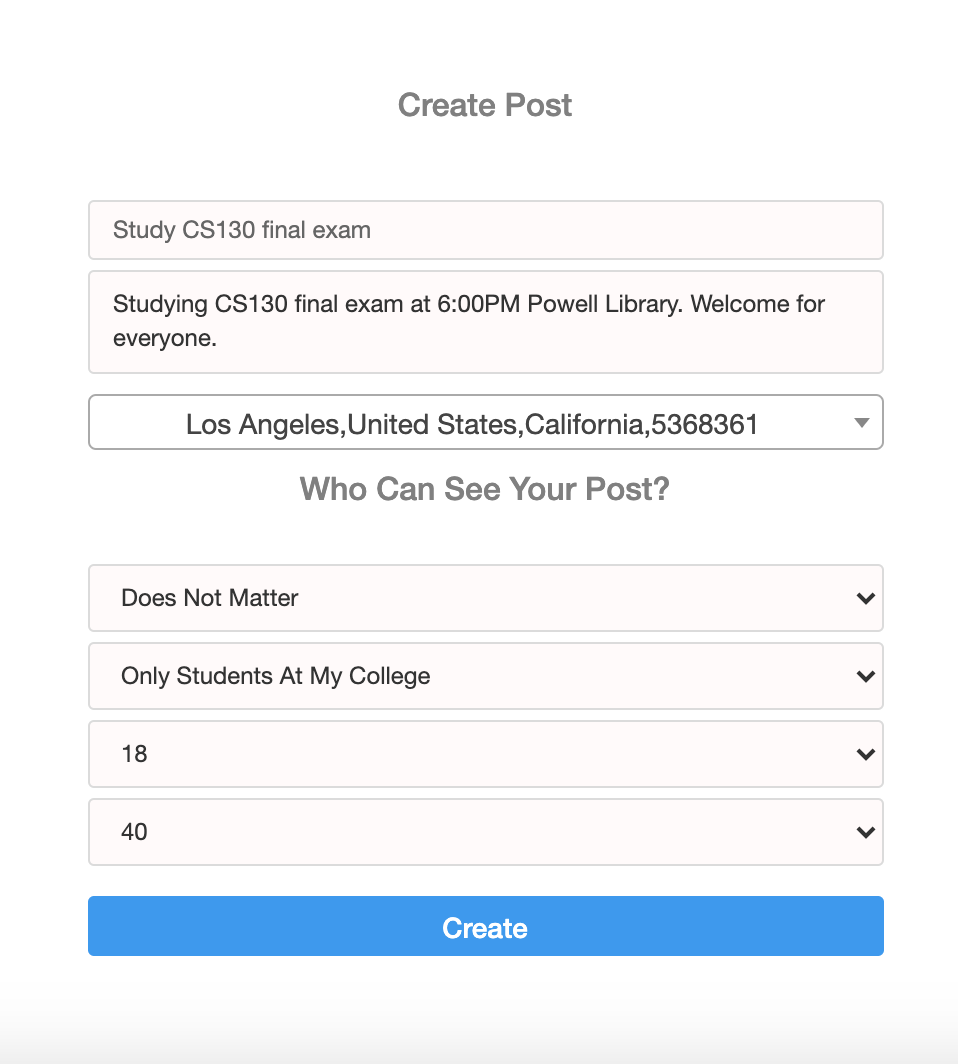 Create Post
Study CS130 final exam
Studying CS130 final exam at 6:00PM Powell Library. Welcome for
everyone.
Los Angeles,United States,California,5368361
Who Can See Your Post?
Does Not Matter
Only Students At My College
18
40
Create